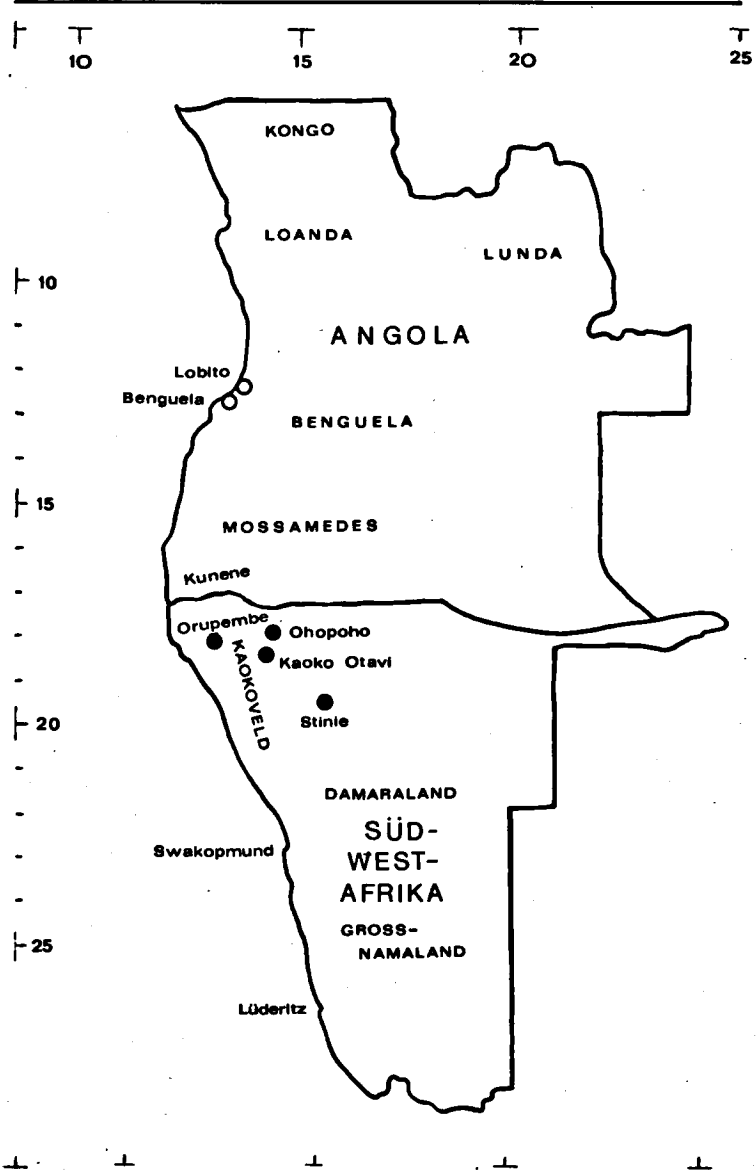 10
15
20
25
KONGO
LOANDA
LUNDA
10
ANGOLA
Lobito
Benguela
BENGUELA
15
MOSSAMEDES
Kunene
Orupembe
Ohopoho
KAOKOVELD
Kaoko Otavi
20
Stinie
DAMARALAND
SÜD-
WEST-
AFRIKA
Swakopmund
GROSS-
NAMALAND
25
Lüderitz